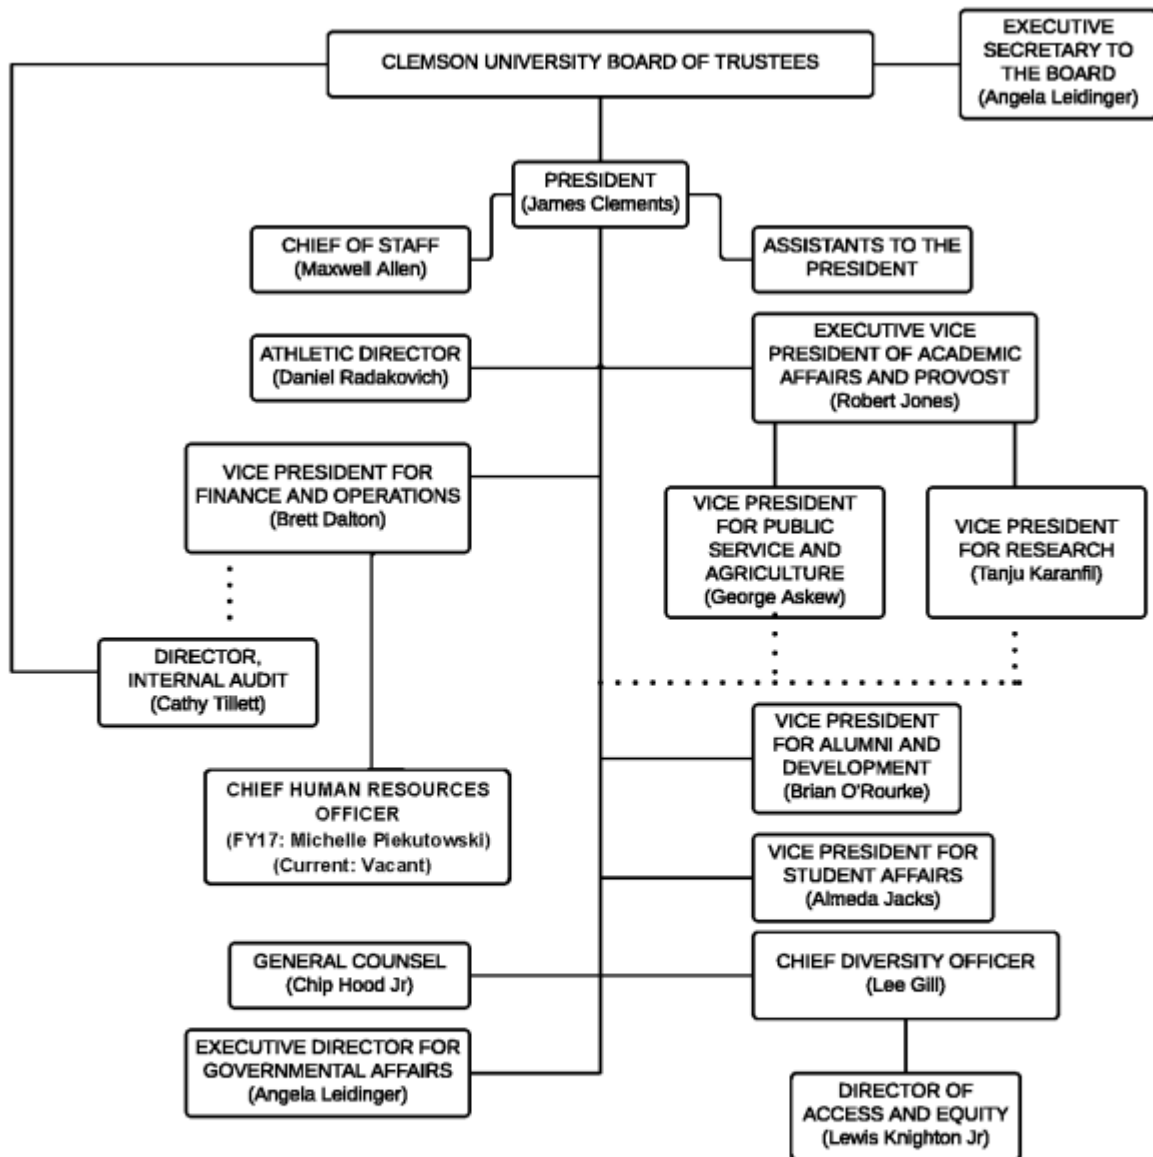 CLEMSON UNIVERSITY BOARD OF TRUSTEES
EXECUTIVE
SECRETARY TO
THE BOARD
(Angela Leidinger)
PRESIDENT
(James Clements)
CHIEF OF STAFF
(Maxwell Allen)
ASSISTANTS TO THE
PRESIDENT
ATHLETIC DIRECTOR
(Daniel Radakovich)
EXECUTIVE VICE
PRESIDENT OF ACADEMIC
AFFAIRS AND PROVOST
(Robert Jones)
VICE PRESIDENT FOR
FINANCE AND OPERATIONS
(Brett Dalton)
VICE PRESIDENT
FOR PUBLIC
SERVICE AND
AGRICULTURE
(George Askew)
VICE PRESIDENT
FOR RESEARCH
(Tanju Karanfil)
DIRECTOR,
INTERNAL AUDIT
(Cathy Tillett)
VICE PRESIDENT
FOR ALUMNI AND
DEVELOPMENT
(Brian O'Rourke)
CHIEF HUMAN RESOURCES
OFFICER
(FY17: Michelle Piekutowski)
(Current: Vacant)
VICE PRESIDENT FOR
STUDENT AFFAIRS
(Almeda Jacks)
GENERAL COUNSEL
(Chip Hood Jr)
CHIEF DIVERSITY OFFICER
(Lee Gill)
EXECUTIVE DIRECTOR FOR
GOVERNMENTAL AFFAIRS
(Angela Leidinger)
DIRECTOR OF
ACCESS AND EQUITY
(Lewis Knighton Jr)